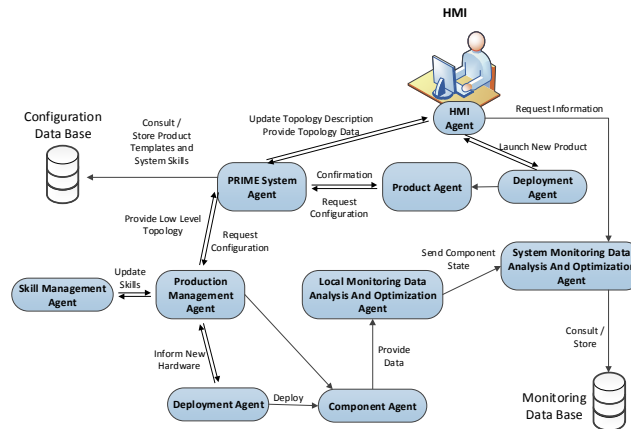 HMI
HMI
Agent
Request Information
Configuration
Data Base
Consult /
Store Product
Templates and
System Skills
Update Topology Description
Provide Topology Data
Launch New Product
PRIME System
Agent
Confirmation
Request
Configuration
Product Agent
Deployment
Agent
Provide Low Level
Topology
Request
Configuration
Send Component
State
System Monitoring Data
Analysis And Optimization
Agent
Skill Management
Agent
Update
Skills
Production
Management
Agent
Local Monitoring Data
Analysis And Optimization
Agent
Inform New
Hardware
Provide
Data
Consult /
Store
Deployment Agent
Deploy
Component Agent
Monitoring
Data Base